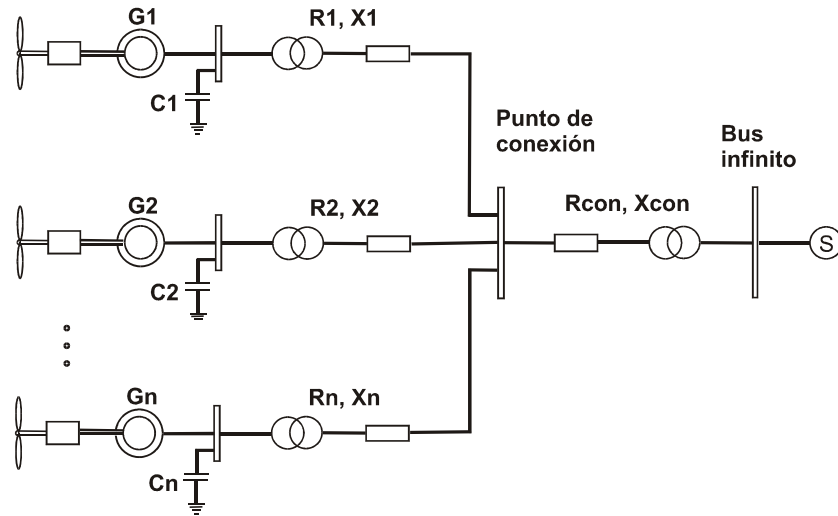 G1
R1, X1
C1
Punto de
conexión
Bus
infinito
G2
R2, X2
Rcon, Xcon
S
C2
Gn
Rn, Xn
Cn